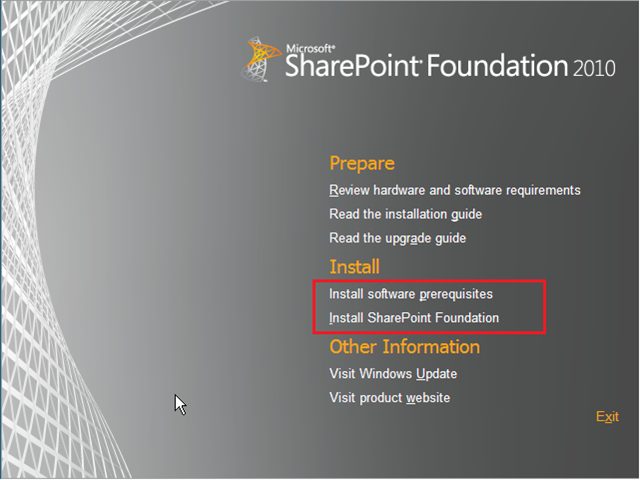 Microsoft®
SharePoint® Foundation 2010
Prepare
Review hardware and software requirements
Read the installation guide
Read the upgrade guide
Install
Install software prerequisites
Install SharePoint Foundation
Other Information
Visit Windows Update
Visit product website
Exit